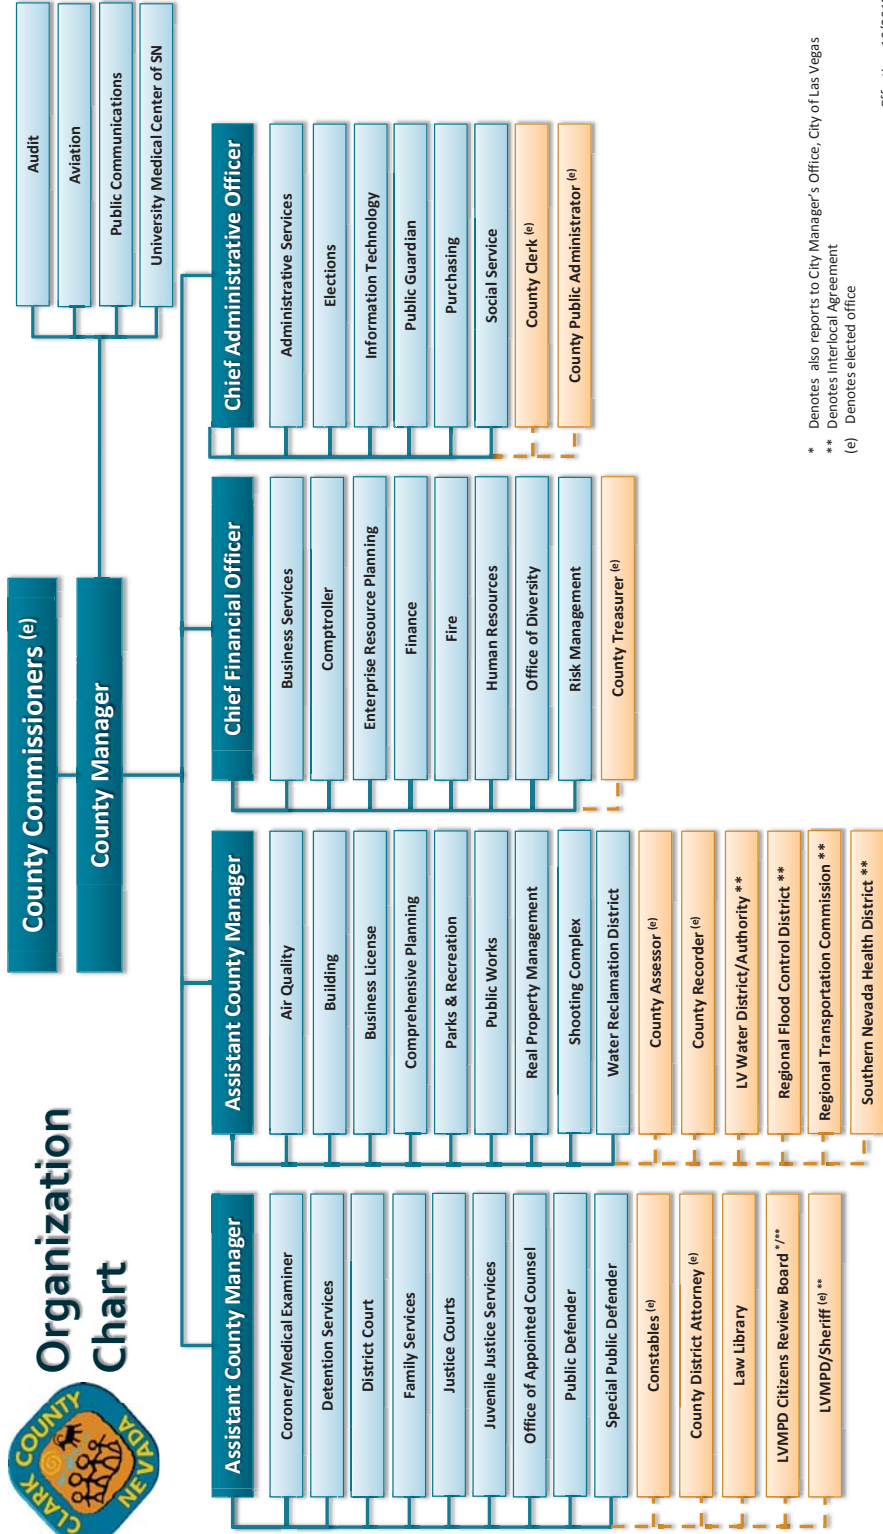 CLARK COUNTY
NEVADA
Organization
Chart
County Commissioners (e)
County Manager
Audit
Aviation
Public Communications
University Medical Center of SN
Assistant County Manager
Coroner/Medical Examiner
Detention Services
District Court
Family Services
Justice Courts
Juvenile Justice Services
Office of Appointed Counsel
Public Defender
Special Public Defender
Constables (e)
County District Attorney (e)
Law Library
LVMPD Citizens Review Board */**
LVMPD/Sheriff (e) **
Assistant County Manager
Air Quality
Building
Business License
Comprehensive Planning
Parks & Recreation
Public Works
Real Property Management
Shooting Complex
Water Reclamation District
County Assessor (e)
County Recorder (e)
LV Water District/Authority **
Regional Flood Control District **
Regional Transportation Commission **
Southern Nevada Health District **
Chief Financial Officer
Business Services
Comptroller
Enterprise Resource Planning
Finance
Fire
Human Resources
Office of Diversity
Risk Management
County Treasurer (e)
Chief Administrative Officer
Administrative Services
Elections
Information Technology
Public Guardian
Purchasing
Social Service
County Clerk (e)
County Public Administrator (e)
* Denotes also reports to City Manager's Office, City of Las Vegas
** Denotes Interlocal Agreement
(e) Denotes elected office